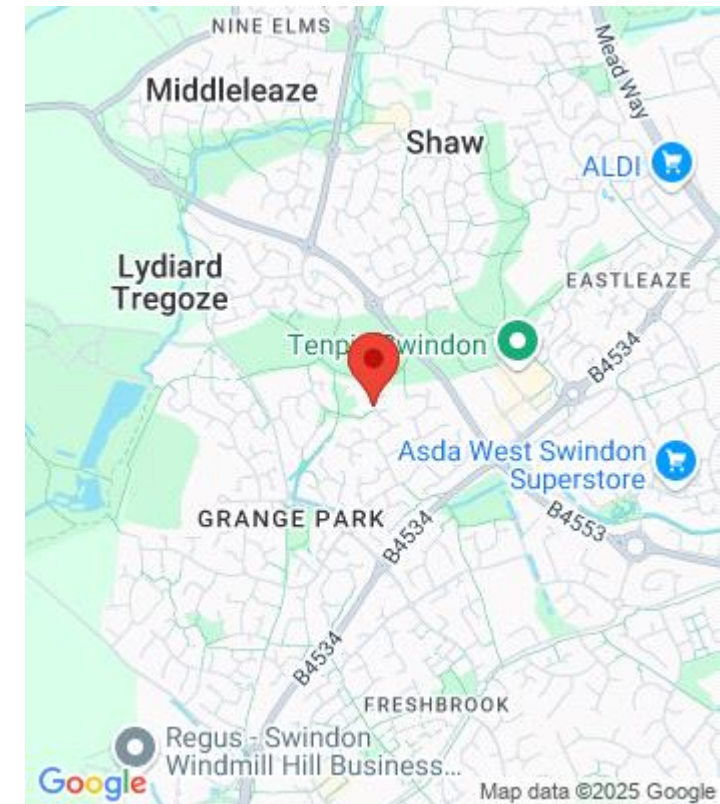 NINE ELMS
Middleleaze
Mead Way
Shaw
ALDI
Lydiard
Tregoze
EASTLEAZE
Swindon
B4534
Asda West Swindon
Superstore
GRANGE PARK
B4534
B4553
B4534
FRESHBROOK
Regus - Swindon
Windmill Hill Business...
Google
Map data ©2025 Google